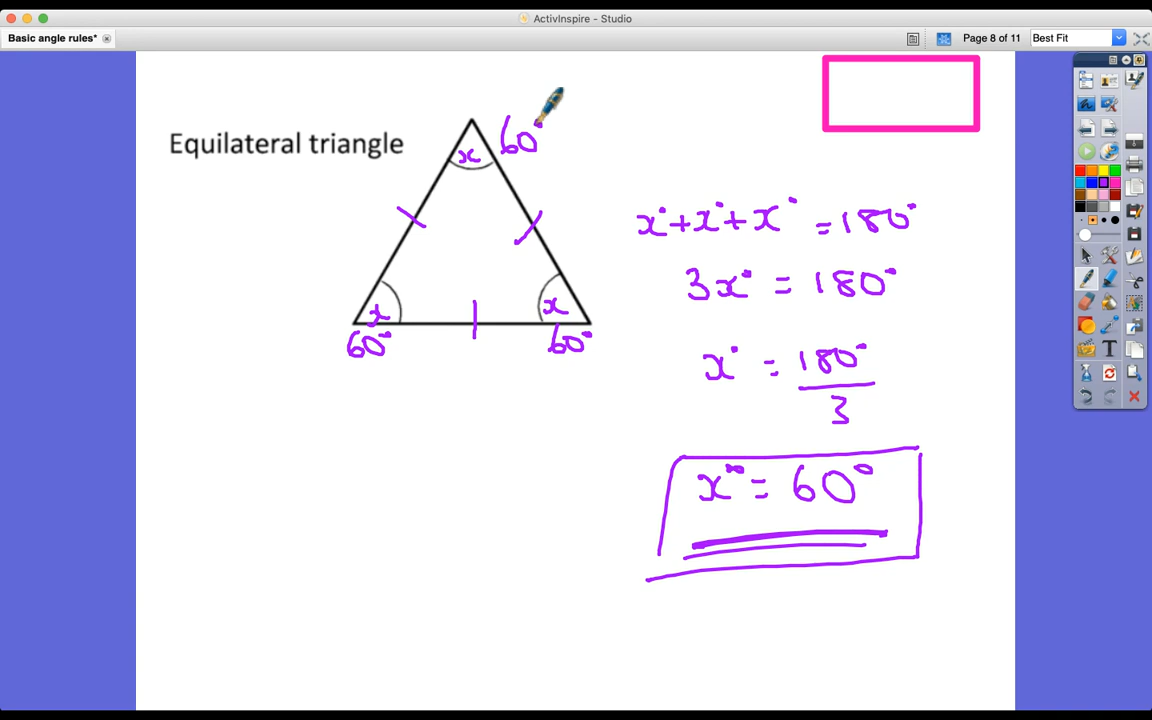 ActivInspire - Studio
Basic angle rules*
Page 8 of 11
Best Fit
Equilateral triangle
60°
x
x
x
60°
60°
x° + x° + x° = 180°
3x° = 180°
x° = 180°
3
x° = 60°
T